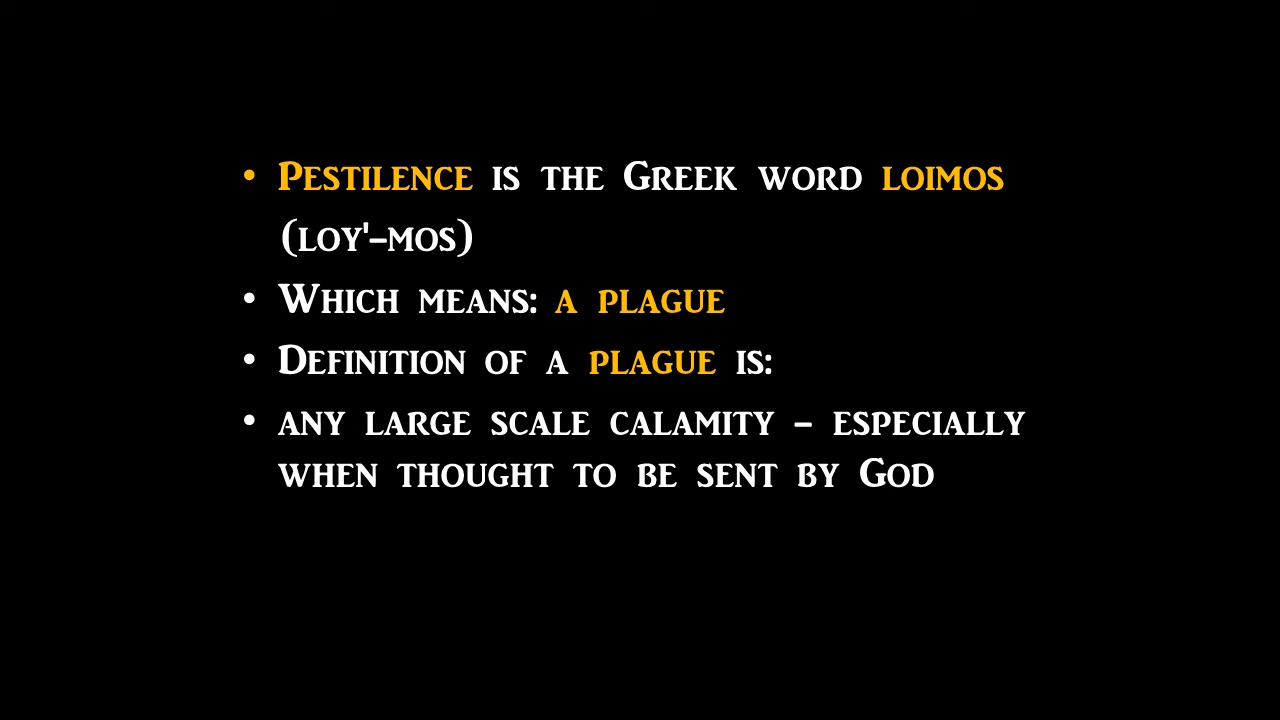 • Pestilence is the Greek word loimos
(loy'-mos)
• Which means: a plague
• Definition of a plague is:
• any large scale calamity - especially
when thought to be sent by God